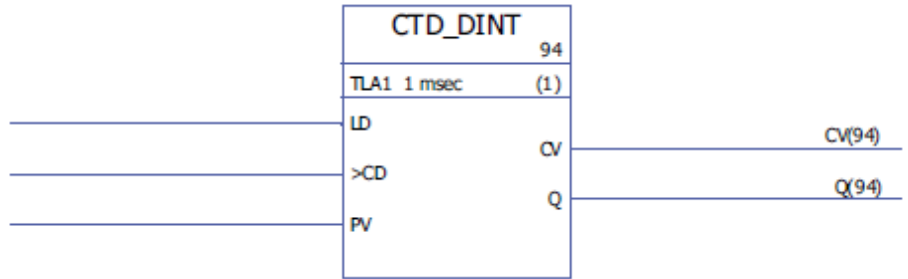 CTD_DINT
94
TLA1 1 msec (1)
LD
CV CV(94)
>CD
Q Q(94)
PV